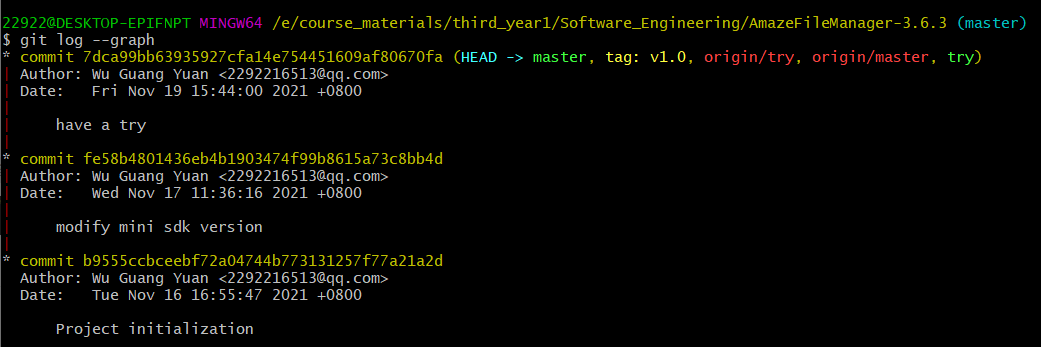 22922@DESKTOP-EPIFNPT MINGW64 /e/course_materials/third_year1/Software_Engineering/AmazeFileManager-3.6.3 (master)
$ git log --graph
* commit 7dca99bb63935927cfa14e754451609af80670fa (HEAD -> master, tag: v1.0, origin/try, origin/master, try)
| Author: Wu Guang Yuan <2292216513@qq.com>
| Date:   Fri Nov 19 15:44:00 2021 +0800
|
|     have a try
|
* commit fe58b4801436eb4b1903474f99b8615a73c8bb4d
| Author: Wu Guang Yuan <2292216513@qq.com>
| Date:   Wed Nov 17 11:36:16 2021 +0800
|
|     modify mini sdk version
|
* commit b9555ccbceebf72a04744b773131257f77a21a2d
  Author: Wu Guang Yuan <2292216513@qq.com>
  Date:   Tue Nov 16 16:55:47 2021 +0800
      Project initialization